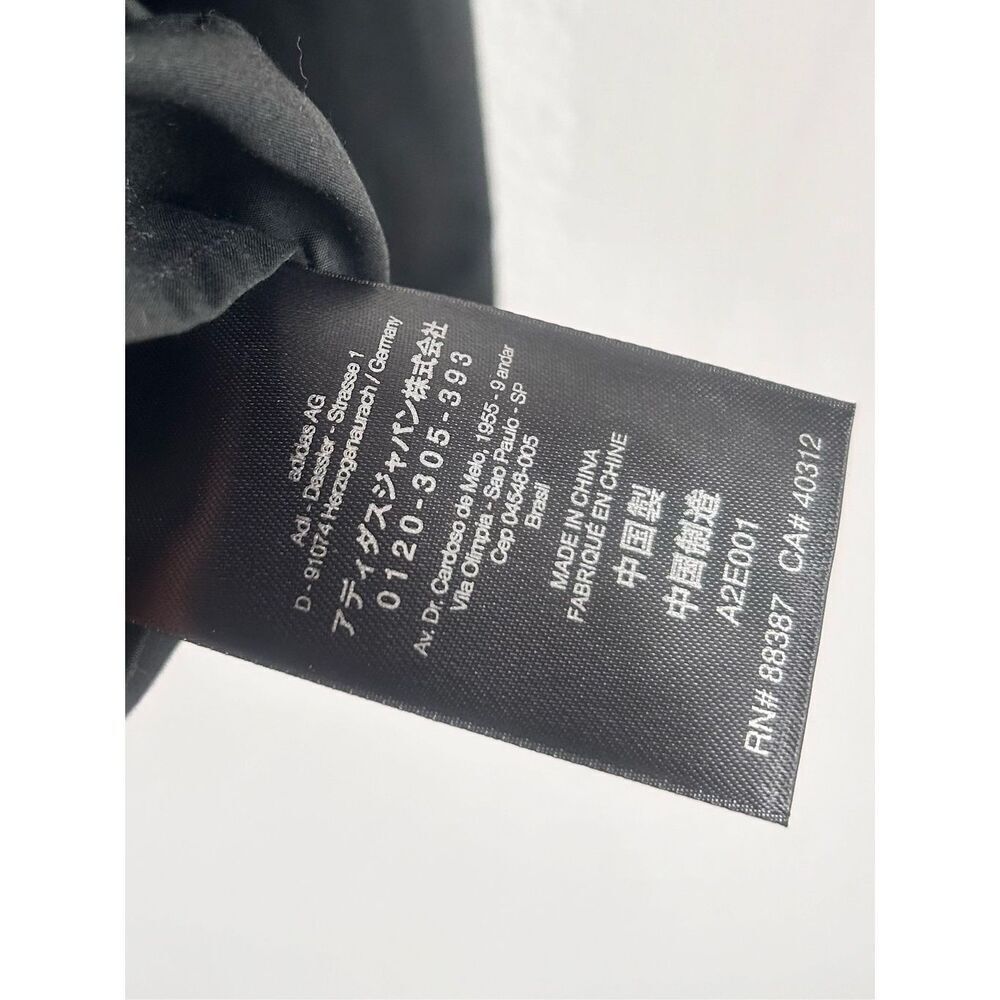 adidas AG
Adi - Dassler - Strasse 1
D - 91074 Herzogenaurach / Germany
アディダスジャパン株式会社
0120-305-393
Av. Dr. Cardoso de Melo, 1955 - 9 andar
Vila Olimpia - Sao Paulo - SP
Cep 04548-005
Brasil
MADE IN CHINA
FABRIQUÉ EN CHINE
中国製
中國制造
A2E001
RN# 88387 CA# 40312